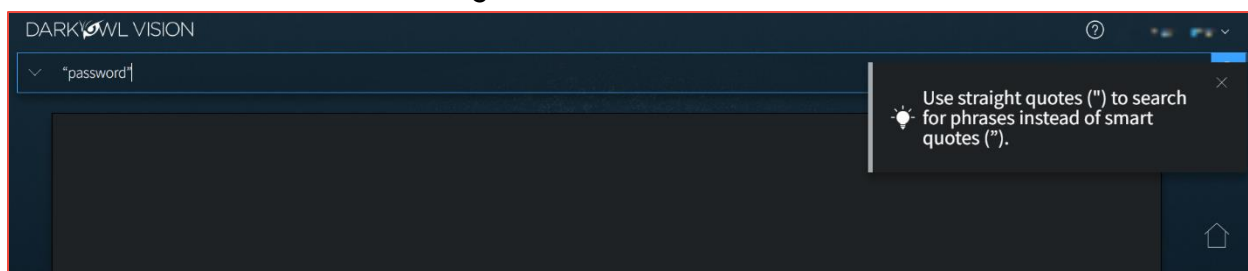 DARKOWL VISION
“password”
Use straight quotes (") to search
for phrases instead of smart
quotes (”).